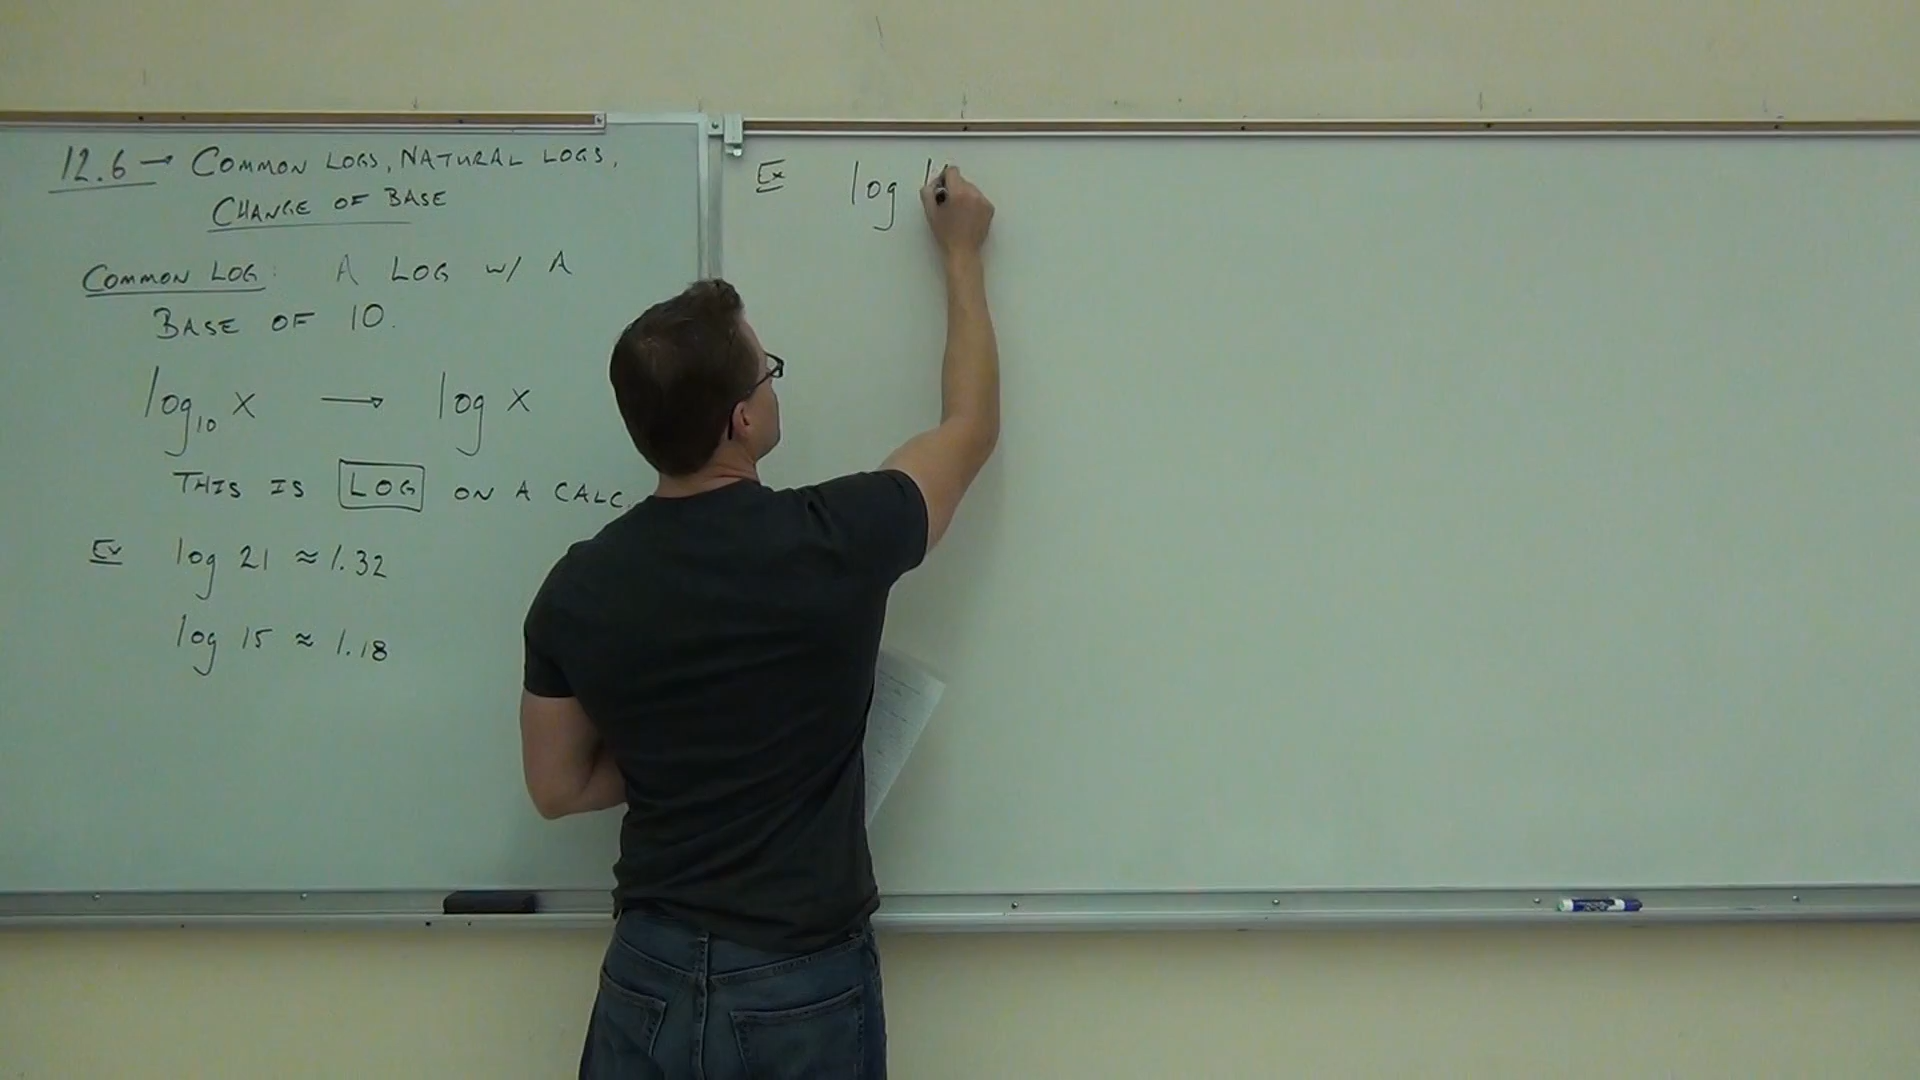 12.6 → COMMON LOGS, NATURAL LOGS,
CHANGE OF BASE
COMMON LOG: A LOG w/ A
BASE OF 10.
log₁₀ x → log x
THIS IS LOG ON A CALC.
Ex log 21 ≈ 1.32
log 15 ≈ 1.18
Ex log